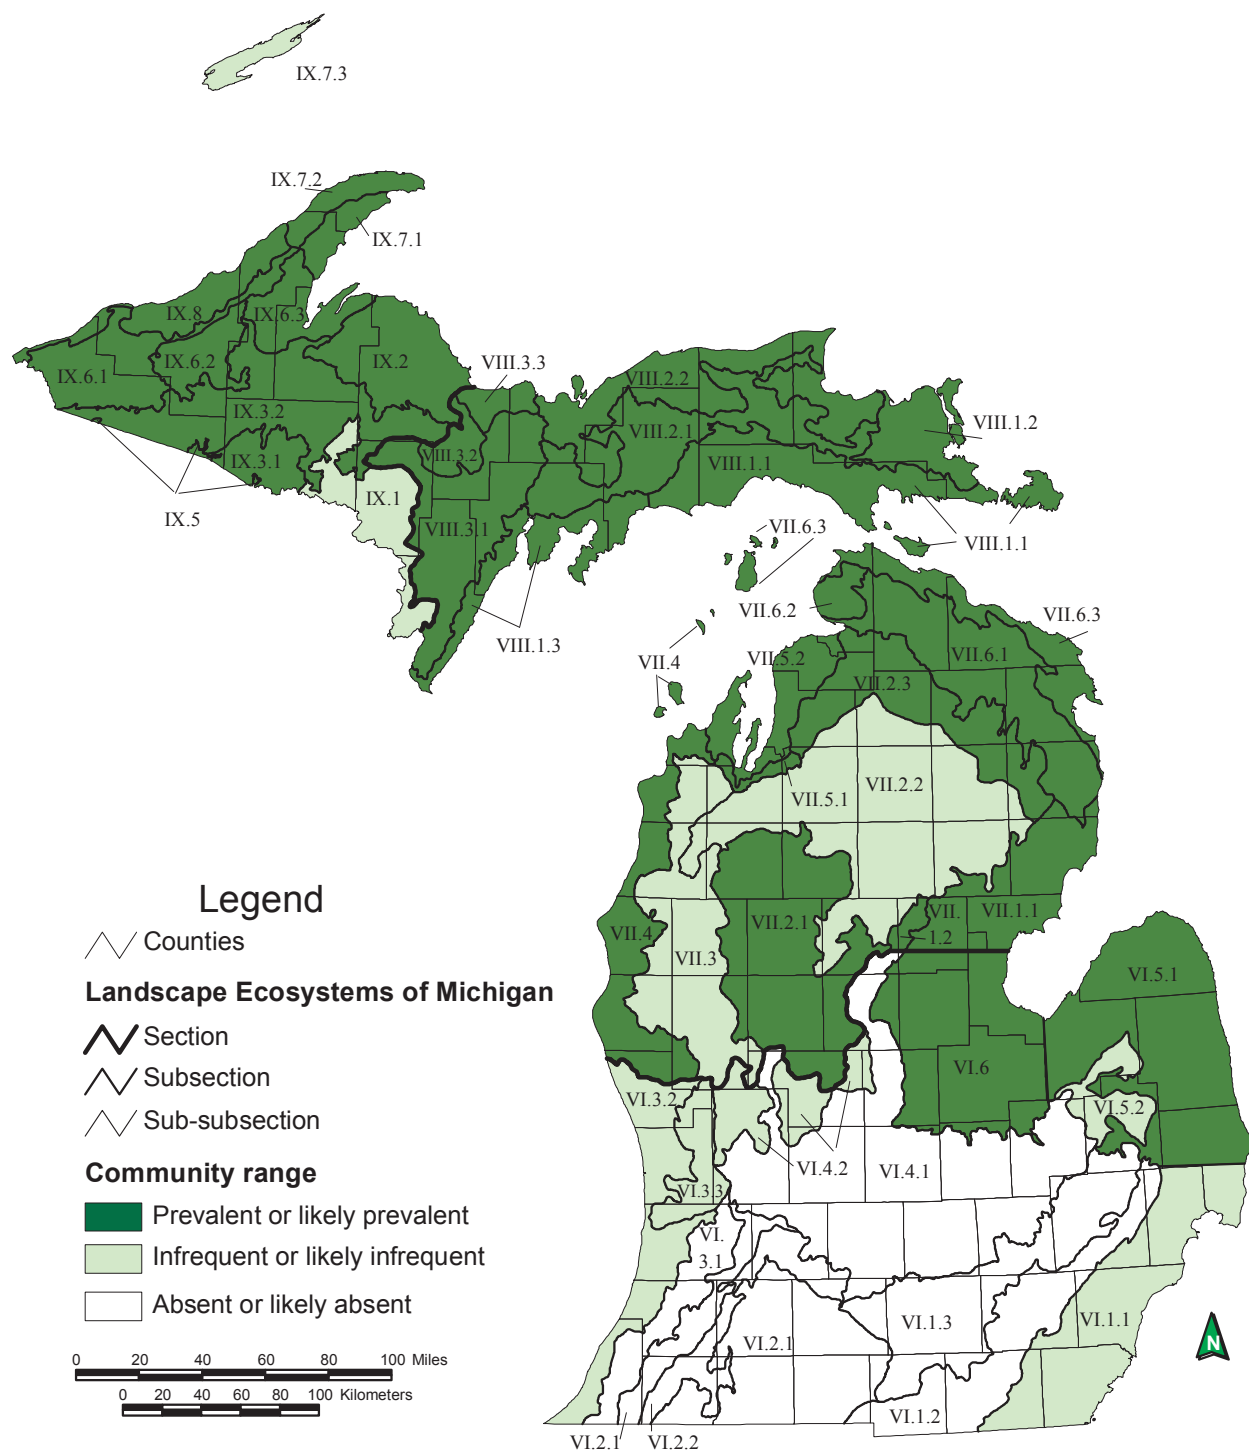 IX.7.3
IX.7.2
IX.7.1
IX.8
IX.6.3
IX.6.2
IX.2
IX.6.1
VIII.3.3
VIII.2.2
IX.3.2
VIII.2.1
VIII.1.2
VIII.3.2
IX.3.1
VIII.1.1
IX.1
IX.5
VIII.3.1
VII.6.3
VIII.1.1
VII.6.2
VII.6.3
VIII.1.3
VII.6.1
VII.4
VII.5.2
VII.2.3
VII.2.2
VII.5.1
VII.4
VII.3
VII.2.1
VII.
1.2
VII.1.1
VI.5.1
VI.6
VI.3.2
VI.5.2
VI.4.2
VI.4.1
VI.3.3
VI.
3.1
VI.2.1
VI.1.3
VI.1.1
VI.1.2
VI.2.1
VI.2.2
Legend
Counties
Landscape Ecosystems of Michigan
Section
Subsection
Sub-subsection
Community range
Prevalent or likely prevalent
Infrequent or likely infrequent
Absent or likely absent
0 20 40 60 80 100 Miles
0 20 40 60 80 100 Kilometers
N